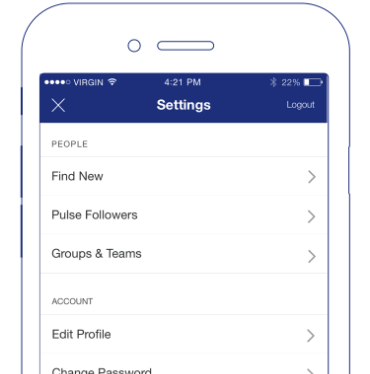 VIRGIN 4:21 PM 22%
Settings Logout
PEOPLE
Find New
Pulse Followers
Groups & Teams
ACCOUNT
Edit Profile
Change Password